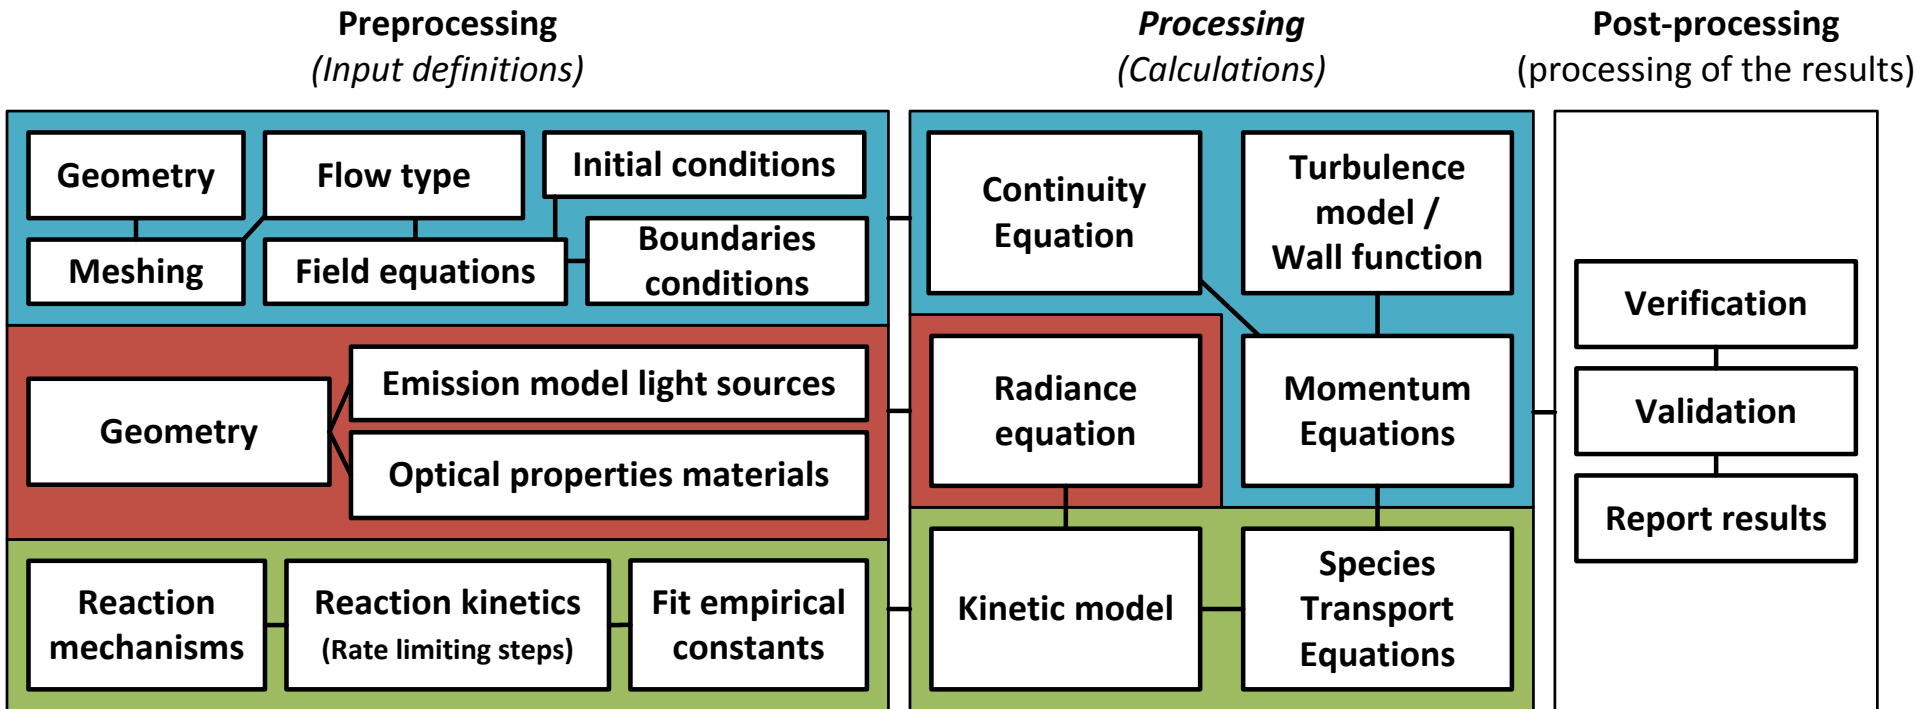 Preprocessing
(Input definitions)
Processing
(Calculations)
Post-processing
(processing of the results)
Geometry
Flow type
Initial conditions
Meshing
Field equations
Boundaries
conditions
Emission model light sources
Geometry
Optical properties materials
Reaction
mechanisms
Reaction kinetics
(Rate limiting steps)
Fit empirical
constants
Continuity
Equation
Turbulence
model /
Wall function
Radiance
equation
Momentum
Equations
Kinetic model
Species
Transport
Equations
Verification
Validation
Report results